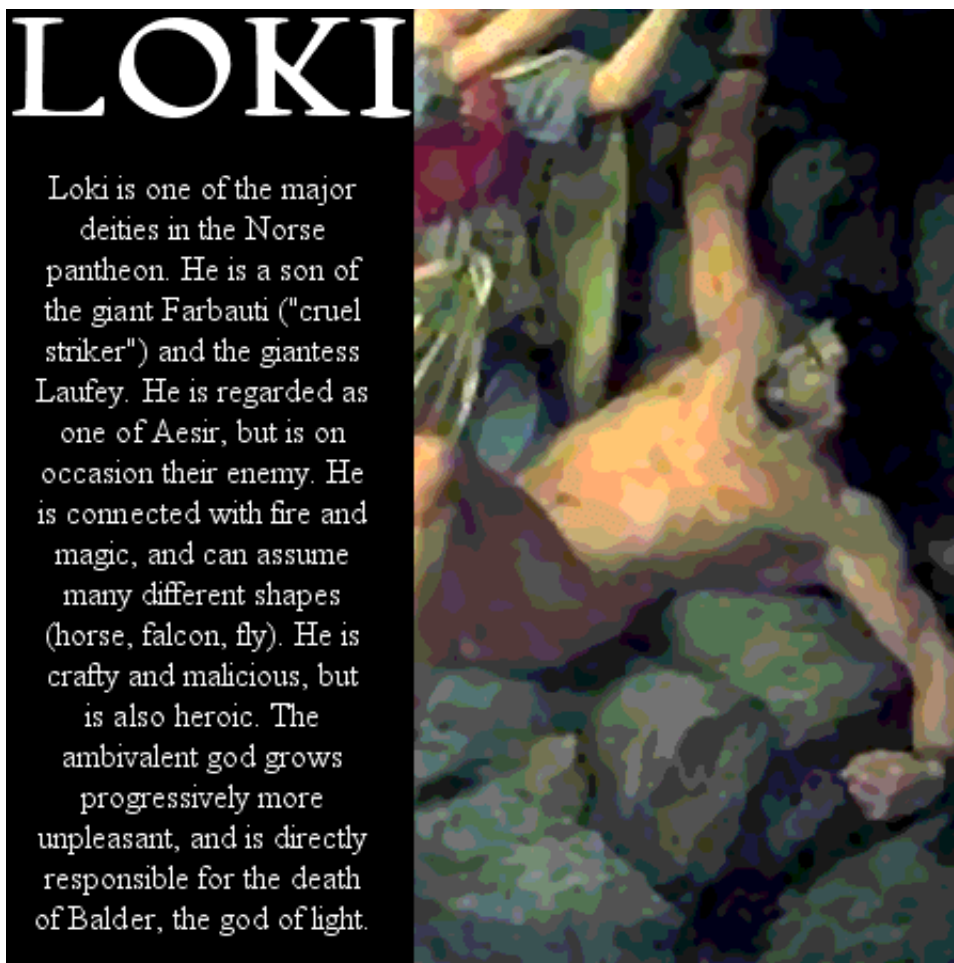 LOKI
Loki is one of the major
deities in the Norse
pantheon. He is a son of
the giant Farbauti ("cruel
striker") and the giantess
Laufey. He is regarded as
one of Aesir, but is on
occasion their enemy. He
is connected with fire and
magic, and can assume
many different shapes
(horse, falcon, fly). He is
crafty and malicious, but
is also heroic. The
ambivalent god grows
progressively more
unpleasant, and is directly
responsible for the death
of Balder, the god of light.